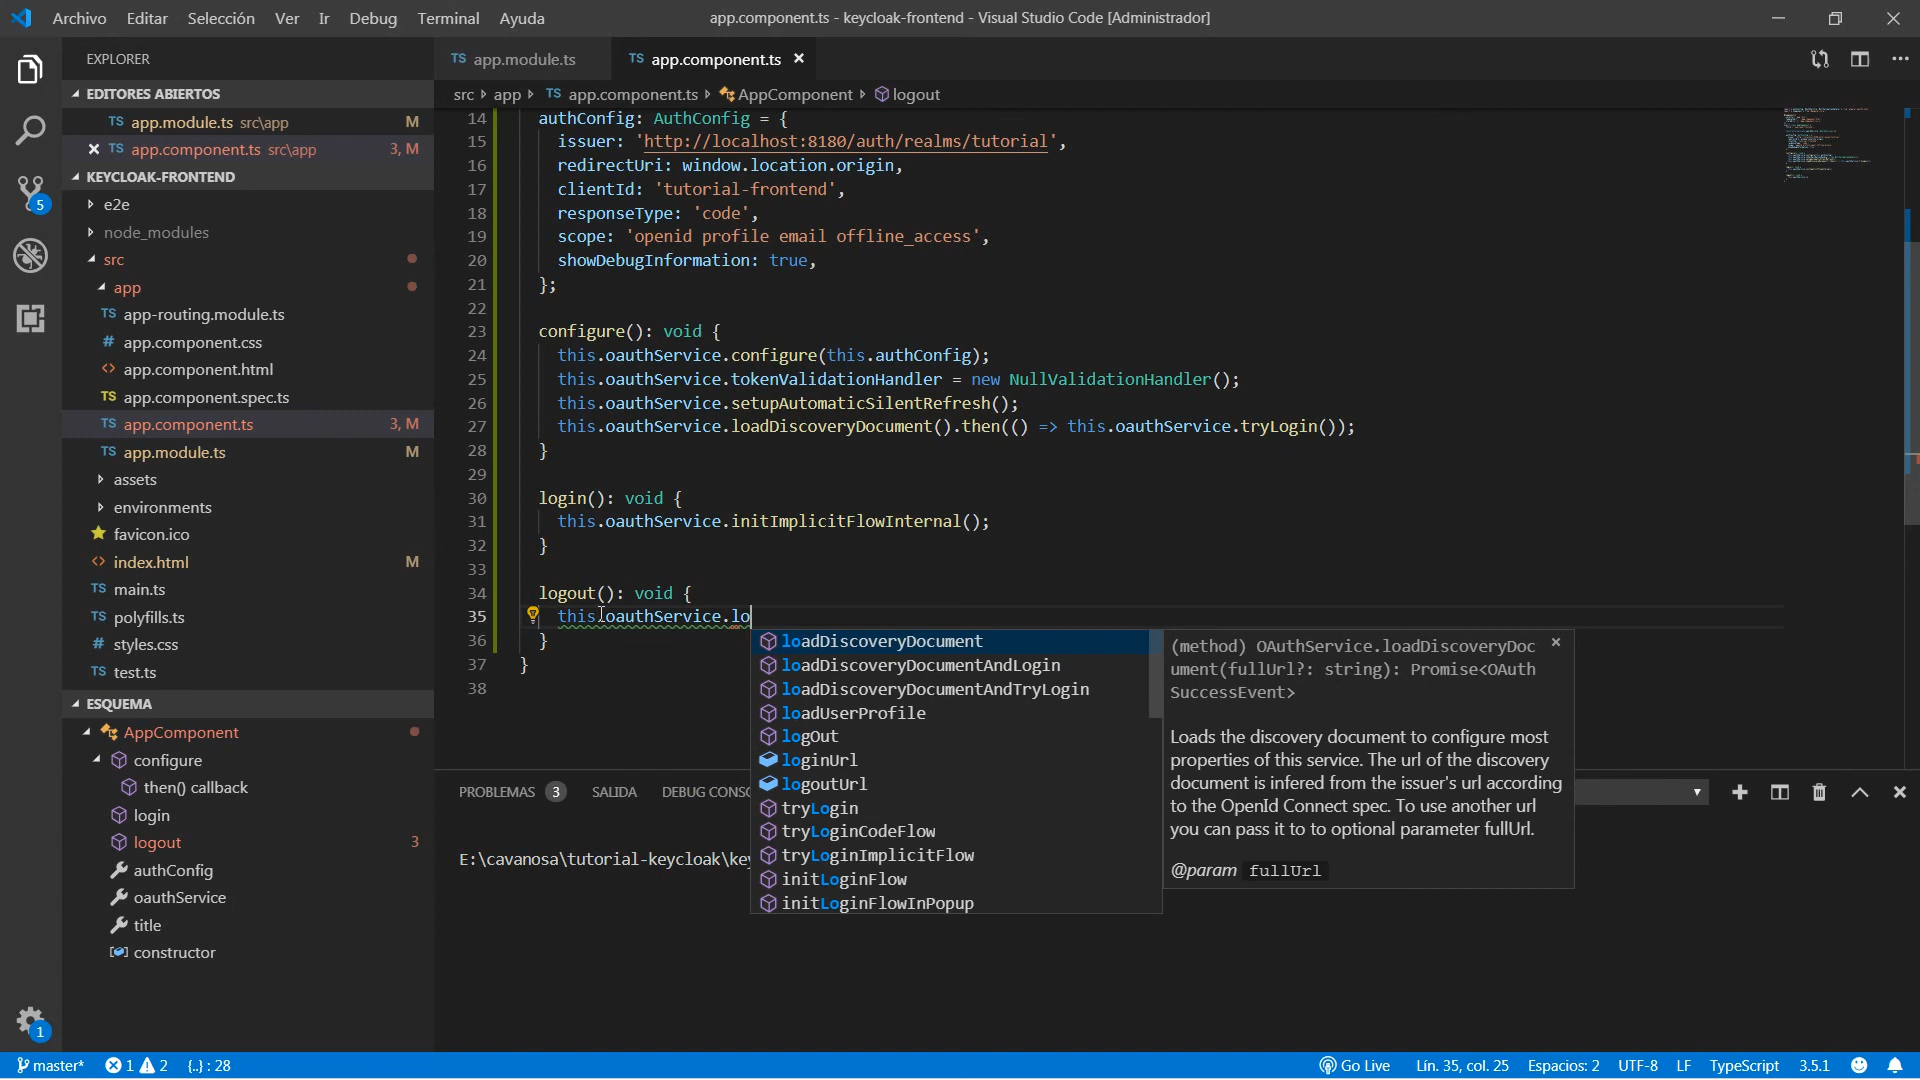 Archivo Editar Selección Ver Ir Debug Terminal Ayuda
app.component.ts - keycloak-frontend - Visual Studio Code [Administrador]
EXPLORER
EDITORES ABIERTOS
TS app.module.ts src\app M
TS app.component.ts src\app 3, M
KEYCLOAK-FRONTEND
e2e
node_modules
src
app
TS app-routing.module.ts
# app.component.css
<> app.component.html
TS app.component.spec.ts
TS app.component.ts 3, M
TS app.module.ts M
assets
environments
favicon.ico
<> index.html M
TS main.ts
TS polyfills.ts
TS styles.css
TS test.ts
ESQUEMA
AppComponent
configure
then() callback
login
logout 3
authConfig
oauthService
title
constructor
5
1
TS app.module.ts
TS app.component.ts
src app TS app.component.ts AppComponent logout
14 authConfig: AuthConfig = {
15 issuer: 'http://localhost:8180/auth/realms/tutorial',
16 redirectUri: window.location.origin,
17 clientId: 'tutorial-frontend',
18 responseType: 'code',
19 scope: 'openid profile email offline_access',
20 showDebugInformation: true,
21 };
22
23 configure(): void {
24 this.oauthService.configure(this.authConfig);
25 this.oauthService.tokenValidationHandler = new NullValidationHandler();
26 this.oauthService.setupAutomaticSilentRefresh();
27 this.oauthService.loadDiscoveryDocument().then(() => this.oauthService.tryLogin());
28 }
29
30 login(): void {
31 this.oauthService.initImplicitFlowInternal();
32 }
33
34 logout(): void {
35 this.oauthService.lo
36 }
37 }
38
loadDiscoveryDocument
loadDiscoveryDocumentAndLogin
loadDiscoveryDocumentAndTryLogin
loadUserProfile
logOut
loginUrl
logoutUrl
tryLogin
tryLoginCodeFlow
tryLoginImplicitFlow
initLoginFlow
initLoginFlowInPopup
(method) OAuthService.loadDiscoveryDoc
ument(fullUrl?: string): Promise<OAuth
SuccessEvent>
Loads the discovery document to configure most
properties of this service. The url of the discovery
document is infered from the issuer's url according
to the OpenId Connect spec. To use another url
you can pass it to to optional parameter fullUrl.
@param fullUrl
PROBLEMAS 3 SALIDA DEBUG CONSC
E:\cavanosa\tutorial-keycloak\key
master* 1 2 {..} : 28
Go Live Lín. 35, col. 25 Espacios: 2 UTF-8 LF TypeScript 3.5.1